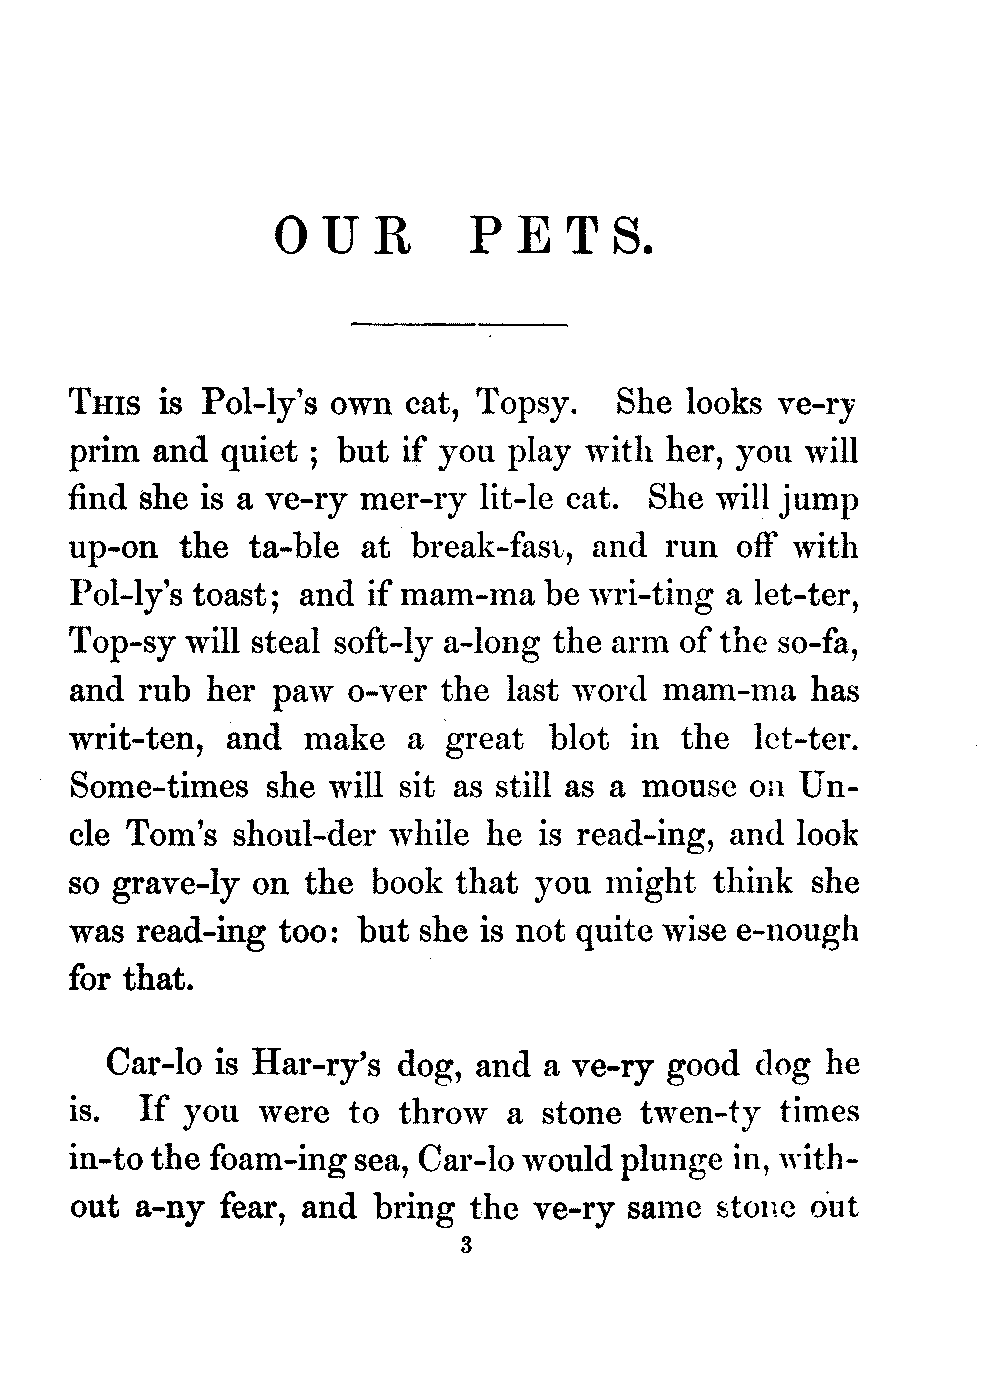 OUR PETS.
THIS is Pol-ly's own cat, Topsy. She looks ve-ry
prim and quiet ; but if you play with her, you will
find she is a ve-ry mer-ry lit-le cat. She will jump
up-on the ta-ble at break-fast, and run off with
Pol-ly's toast; and if mam-ma be wri-ting a let-ter,
Top-sy will steal soft-ly a-long the arm of the so-fa,
and rub her paw o-ver the last word mam-ma has
writ-ten, and make a great blot in the let-ter.
Some-times she will sit as still as a mouse on Un-
cle Tom's shoul-der while he is read-ing, and look
so grave-ly on the book that you might think she
was read-ing too: but she is not quite wise e-nough
for that.
Car-lo is Har-ry's dog, and a ve-ry good dog he
is. If you were to throw a stone twen-ty times
in-to the foam-ing sea, Car-lo would plunge in, with-
out a-ny fear, and bring the ve-ry same stone out
3